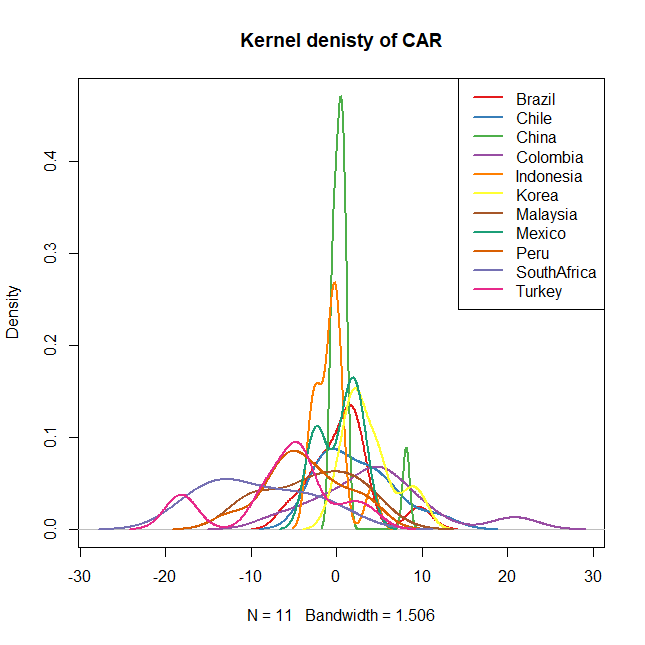 Kernel denisty of CAR
Brazil
Chile
China
Colombia
Indonesia
Korea
Malaysia
Mexico
Peru
SouthAfrica
Turkey
Density
0.4
0.3
0.2
0.1
0.0
-30 -20 -10 0 10 20 30
N = 11 Bandwidth = 1.506